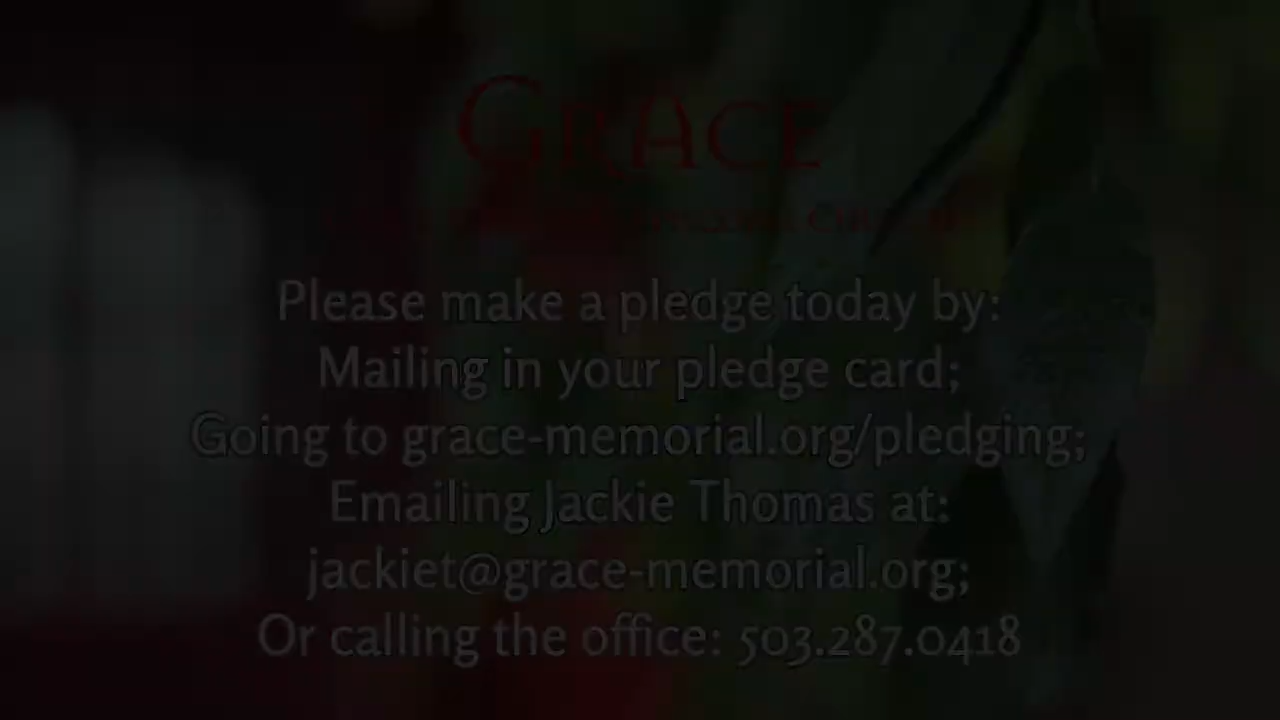 Grace
Please make a pledge today by:
Mailing in your pledge card;
Going to grace-memorial.org/pledging;
Emailing Jackie Thomas at:
jackiet@grace-memorial.org;
Or calling the office: 503.287.0418